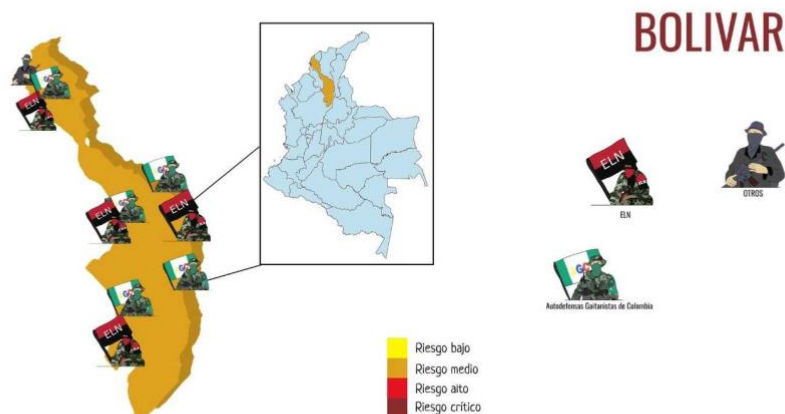 BOLIVAR
ELN
ELN
ELN
ELN
ELN
ELN
OTROS
Autodefensas Gaitanistas de Colombia
Riesgo bajo
Riesgo medio
Riesgo alto
Riesgo crítico